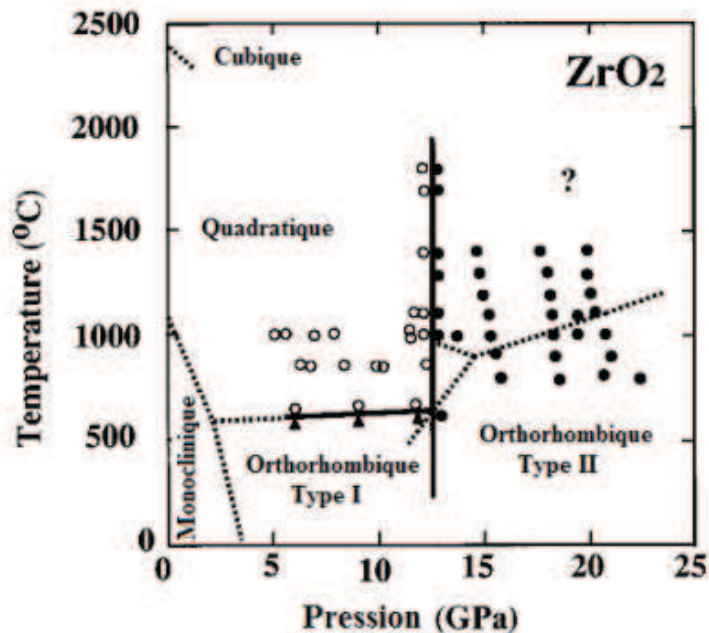 2500
Cubique
ZrO2
2000
?
1500
Quadratique
1000
500
Monoclinique
Orthorhombique
Type I
Orthorhombique
Type II
0
0
5
10
15
20
25
Temperature (°C)
Pression (GPa)